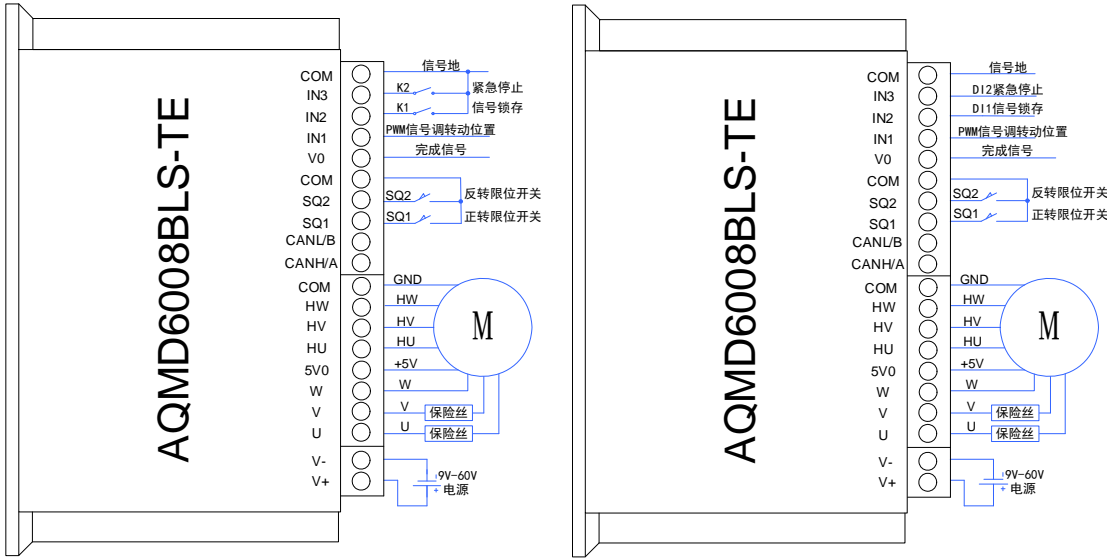 AQMD6008BLS-TE
COM
信号地
IN3
K2
紧急停止
IN2
K1
信号锁存
IN1
PWM信号调转动位置
V0
完成信号
COM
SQ2
SQ2
反转限位开关
SQ1
SQ1
正转限位开关
CANL/B
CANH/A
COM
GND
HW
HW
HV
HV
HU
HU
5V0
+5V
W
W
V
V
保险丝
U
U
保险丝
M
V-
V+
9V-60V
+
电源
AQMD6008BLS-TE
COM
信号地
IN3
DI2紧急停止
IN2
DI1信号锁存
IN1
PWM信号调转动位置
V0
完成信号
COM
SQ2
SQ2
反转限位开关
SQ1
SQ1
正转限位开关
CANL/B
CANH/A
COM
GND
HW
HW
HV
HV
HU
HU
5V0
+5V
W
W
V
V
保险丝
U
U
保险丝
M
V-
V+
9V-60V
+
电源